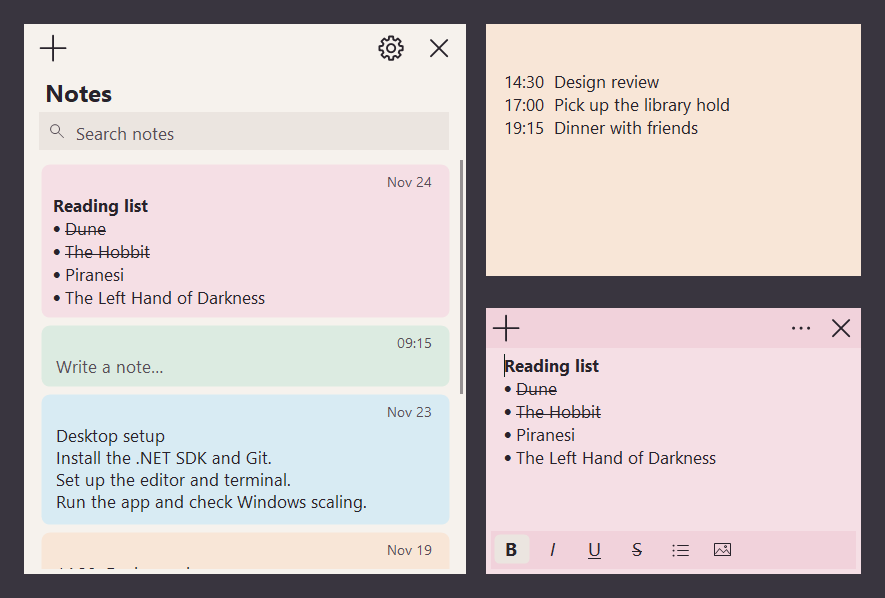 Notes
Search notes
Nov 24
Reading list
• Dune
• The Hobbit
• Piranesi
• The Left Hand of Darkness
09:15
Write a note...
Nov 23
Desktop setup
Install the .NET SDK and Git.
Set up the editor and terminal.
Run the app and check Windows scaling.
Nov 19
14:30 Design review
17:00 Pick up the library hold
19:15 Dinner with friends
Reading list
• Dune
• The Hobbit
• Piranesi
• The Left Hand of Darkness
B I U S